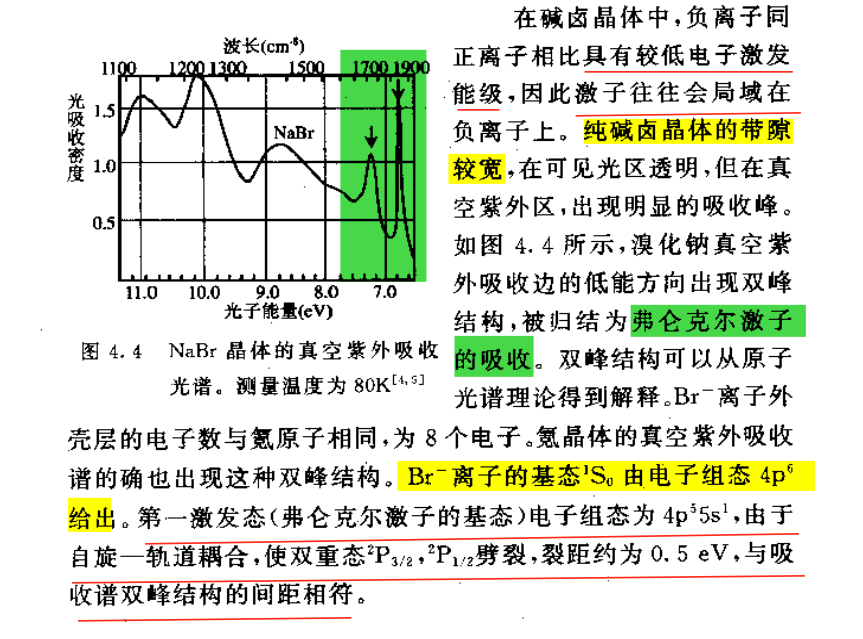 波长(cm⁻⁸)
1100 1200 1300 1500 1700 1900
光吸收密度
1.5
1.0
0.5
NaBr
11.0 10.0 9.0 8.0 7.0
光子能量(eV)
图 4.4 NaBr 晶体的真空紫外吸收
光谱。测量温度为 80K[4,5]
在碱卤晶体中,负离子同
正离子相比具有较低电子激发
能级,因此激子往往会局域在
负离子上。纯碱卤晶体的带隙
较宽,在可见光区透明,但在真
空紫外区,出现明显的吸收峰。
如图 4.4 所示,溴化钠真空紫
外吸收边的低能方向出现双峰
结构,被归结为弗仑克尔激子
的吸收。双峰结构可以从原子
光谱理论得到解释。Br⁻离子外
壳层的电子数与氪原子相同,为 8 个电子。氪晶体的真空紫外吸收
谱的确也出现这种双峰结构。Br⁻离子的基态¹S₀ 由电子组态 4p⁶
给出。第一激发态(弗仑克尔激子的基态)电子组态为 4p⁵5s¹,由于
自旋—轨道耦合,使双重态²P₃/₂,²P₁/₂劈裂,裂距约为 0.5 eV,与吸
收谱双峰结构的间距相符。